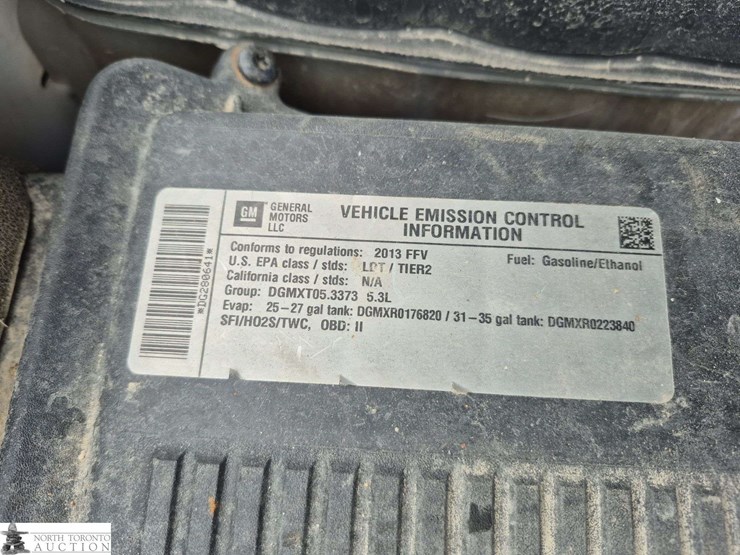 GM
GENERAL
MOTORS
LLC
VEHICLE EMISSION CONTROL
INFORMATION
Conforms to regulations: 2013 FFV
Fuel: Gasoline/Ethanol
U.S. EPA class / stds: LDT / TIER2
California class / stds: N/A
Group: DGMXT05.3373 5.3L
Evap: 25-27 gal tank: DGMXR0176820 / 31-35 gal tank: DGMXR0223840
SFI/HO2S/TWC, OBD: II
*DG280641*
NORTH TORONTO
AUCTION